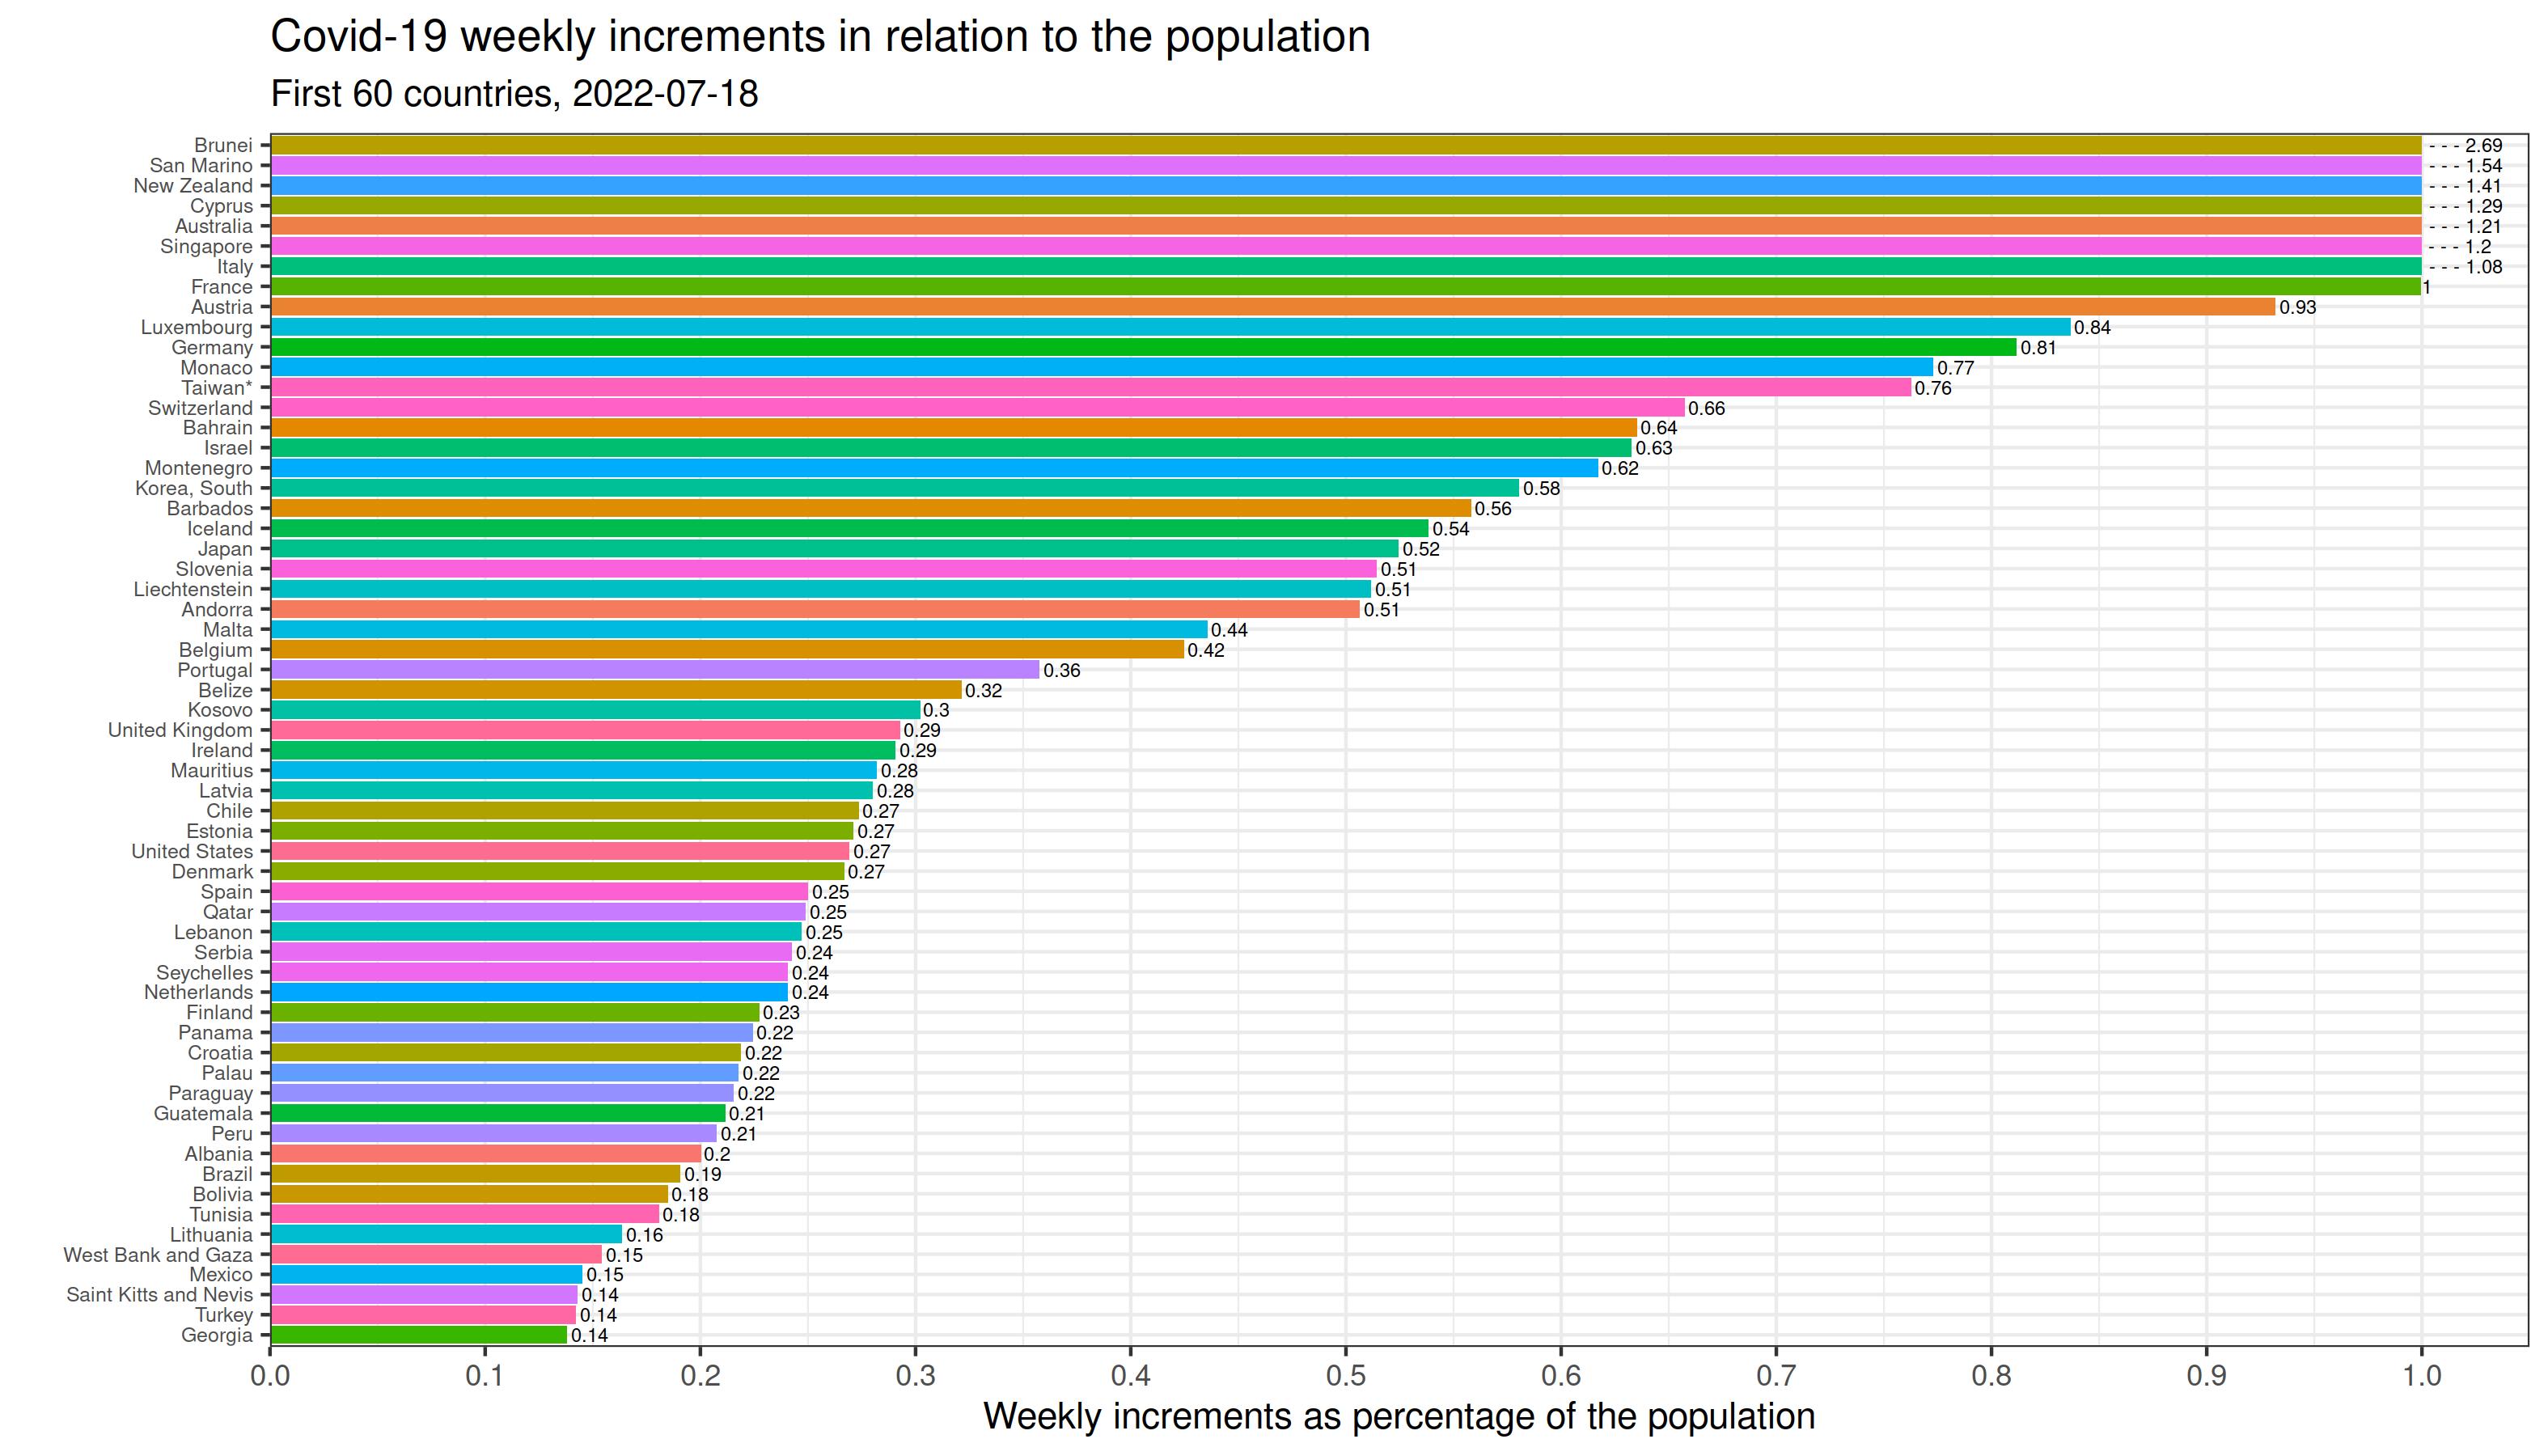 Covid-19 weekly increments in relation to the population
First 60 countries, 2022-07-18
Brunei - - - 2.69
San Marino - - - 1.54
New Zealand - - - 1.41
Cyprus - - - 1.29
Australia - - - 1.21
Singapore - - - 1.2
Italy - - - 1.08
France 1
Austria 0.93
Luxembourg 0.84
Germany 0.81
Monaco 0.77
Taiwan* 0.76
Switzerland 0.66
Bahrain 0.64
Israel 0.63
Montenegro 0.62
Korea, South 0.58
Barbados 0.56
Iceland 0.54
Japan 0.52
Slovenia 0.51
Liechtenstein 0.51
Andorra 0.51
Malta 0.44
Belgium 0.42
Portugal 0.36
Belize 0.32
Kosovo 0.3
United Kingdom 0.29
Ireland 0.29
Mauritius 0.28
Latvia 0.28
Chile 0.27
Estonia 0.27
United States 0.27
Denmark 0.27
Spain 0.25
Qatar 0.25
Lebanon 0.25
Serbia 0.24
Seychelles 0.24
Netherlands 0.24
Finland 0.23
Panama 0.22
Croatia 0.22
Palau 0.22
Paraguay 0.22
Guatemala 0.21
Peru 0.21
Albania 0.2
Brazil 0.19
Bolivia 0.18
Tunisia 0.18
Lithuania 0.16
West Bank and Gaza 0.15
Mexico 0.15
Saint Kitts and Nevis 0.14
Turkey 0.14
Georgia 0.14
0.0 0.1 0.2 0.3 0.4 0.5 0.6 0.7 0.8 0.9 1.0
Weekly increments as percentage of the population